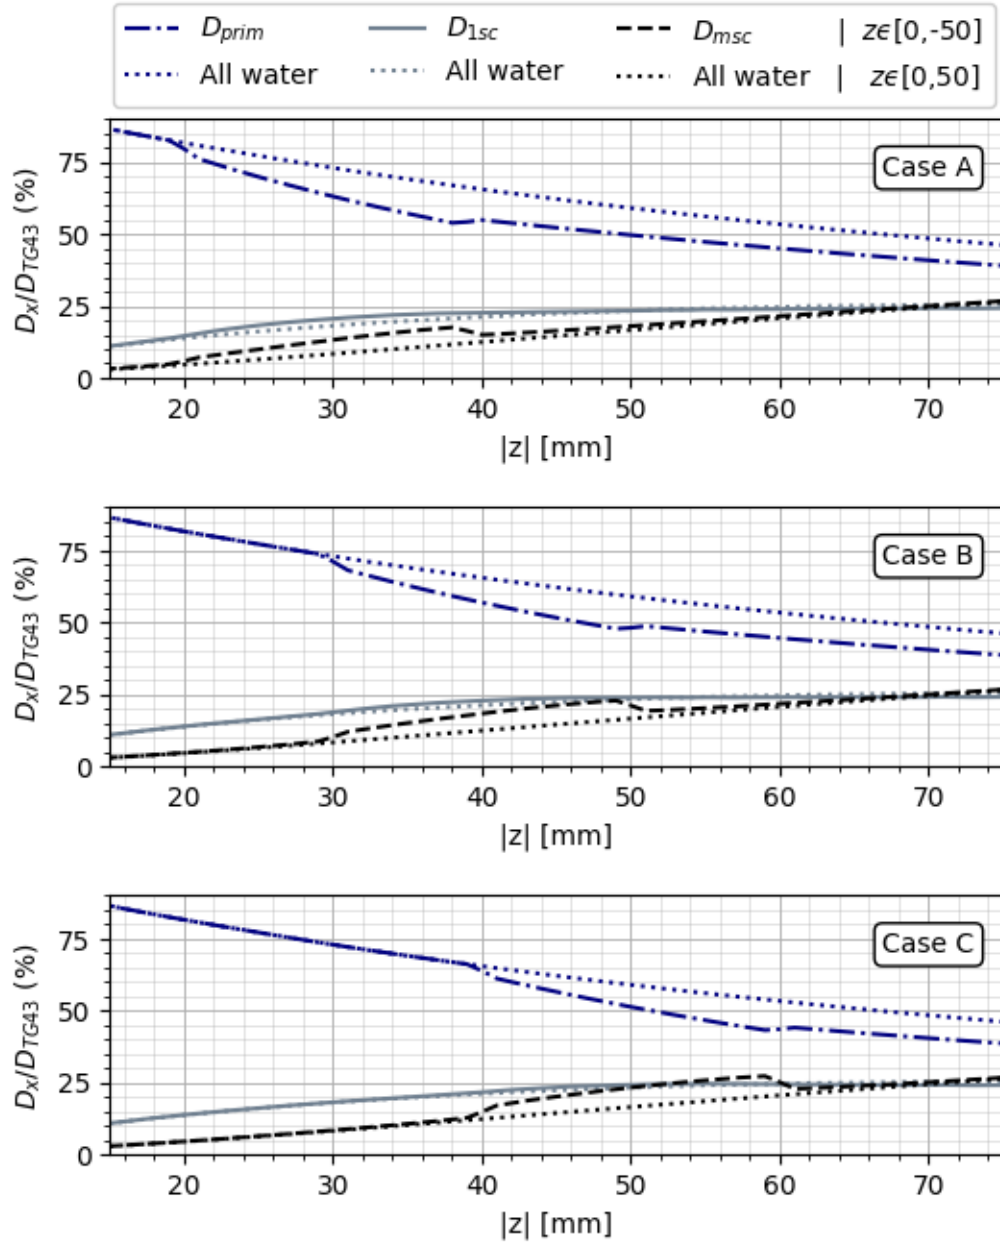 D_prim D_1sc D_msc | zϵ[0,-50]
All water All water All water | zϵ[0,50]
Case A
D_x/D_TG43 (%)
75
50
25
0
20 30 40 50 60 70
|z| [mm]
Case B
D_x/D_TG43 (%)
75
50
25
0
20 30 40 50 60 70
|z| [mm]
Case C
D_x/D_TG43 (%)
75
50
25
0
20 30 40 50 60 70
|z| [mm]